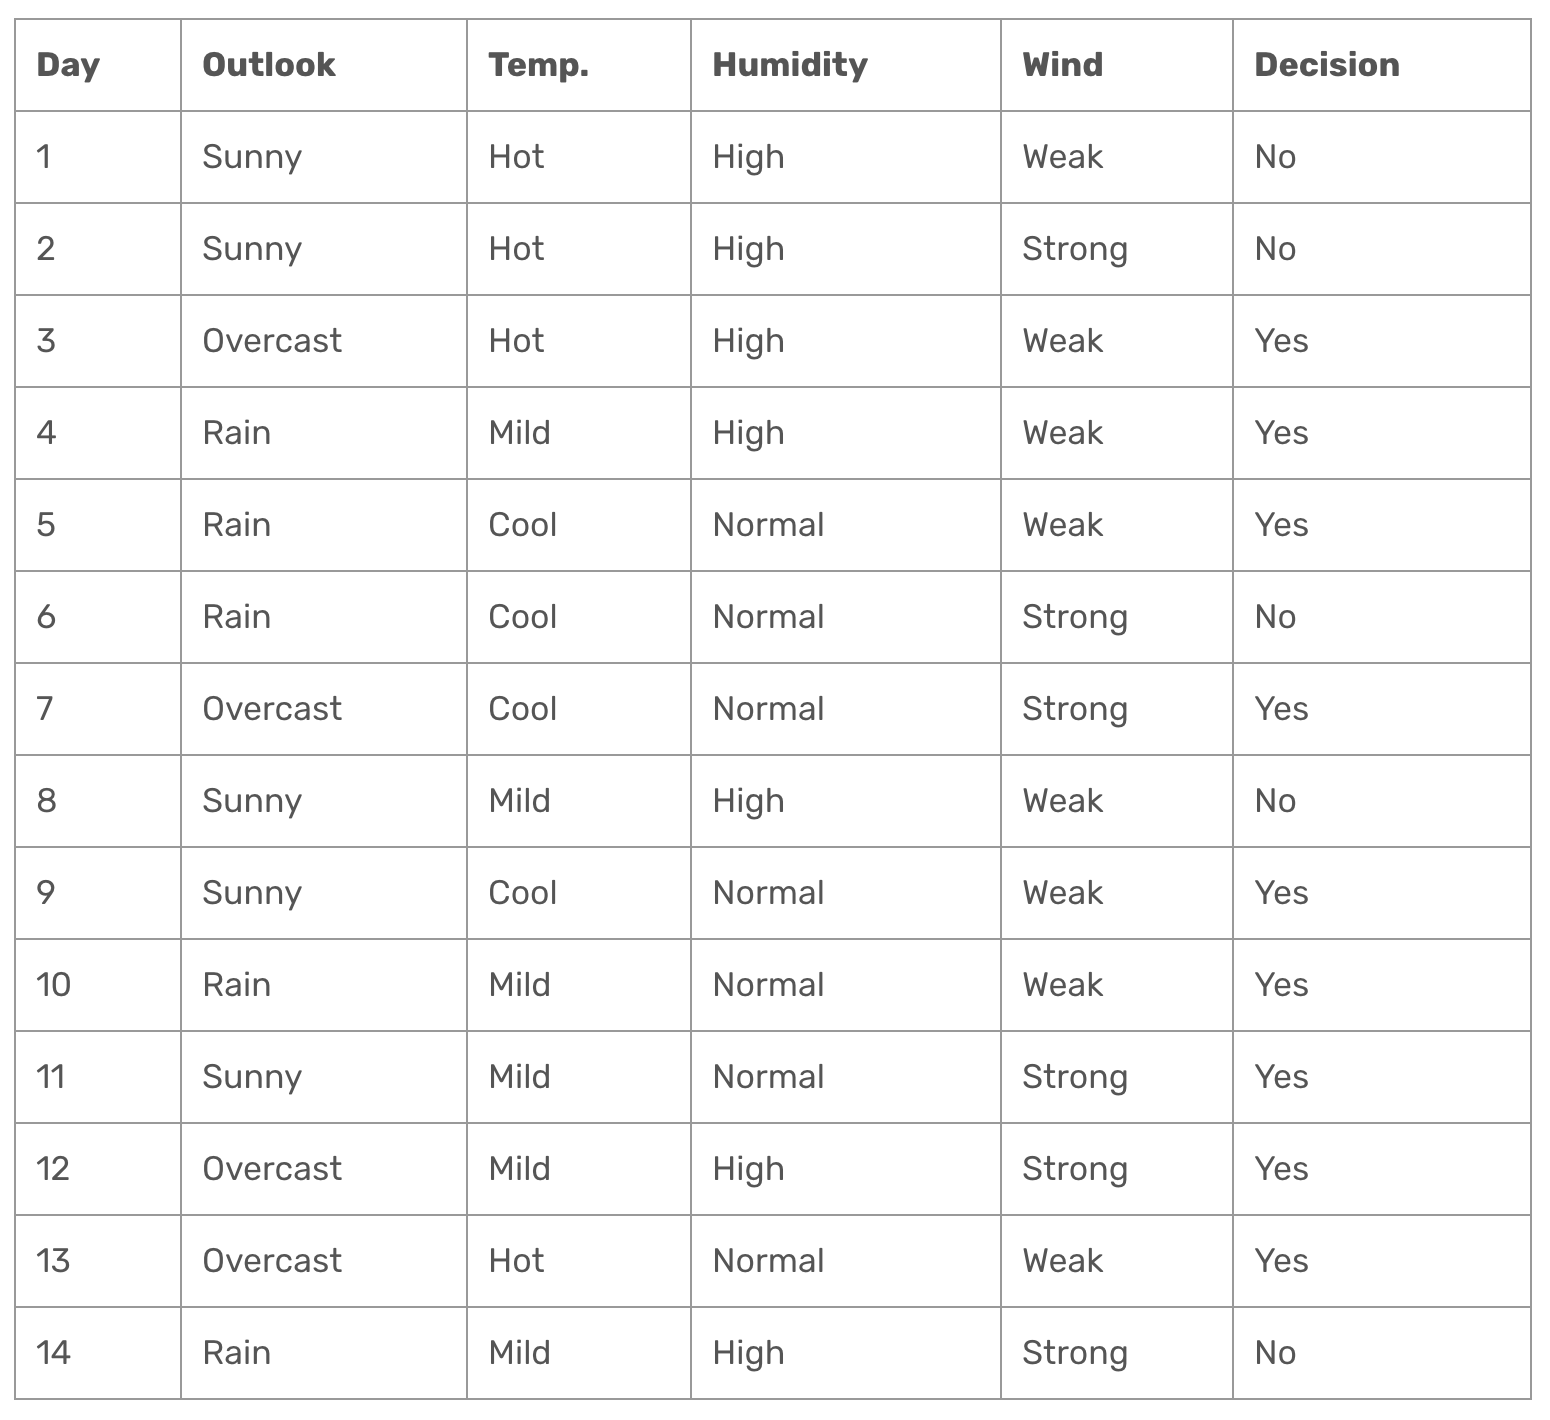 Day Outlook Temp. Humidity Wind Decision
1 Sunny Hot High Weak No
2 Sunny Hot High Strong No
3 Overcast Hot High Weak Yes
4 Rain Mild High Weak Yes
5 Rain Cool Normal Weak Yes
6 Rain Cool Normal Strong No
7 Overcast Cool Normal Strong Yes
8 Sunny Mild High Weak No
9 Sunny Cool Normal Weak Yes
10 Rain Mild Normal Weak Yes
11 Sunny Mild Normal Strong Yes
12 Overcast Mild High Strong Yes
13 Overcast Hot Normal Weak Yes
14 Rain Mild High Strong No